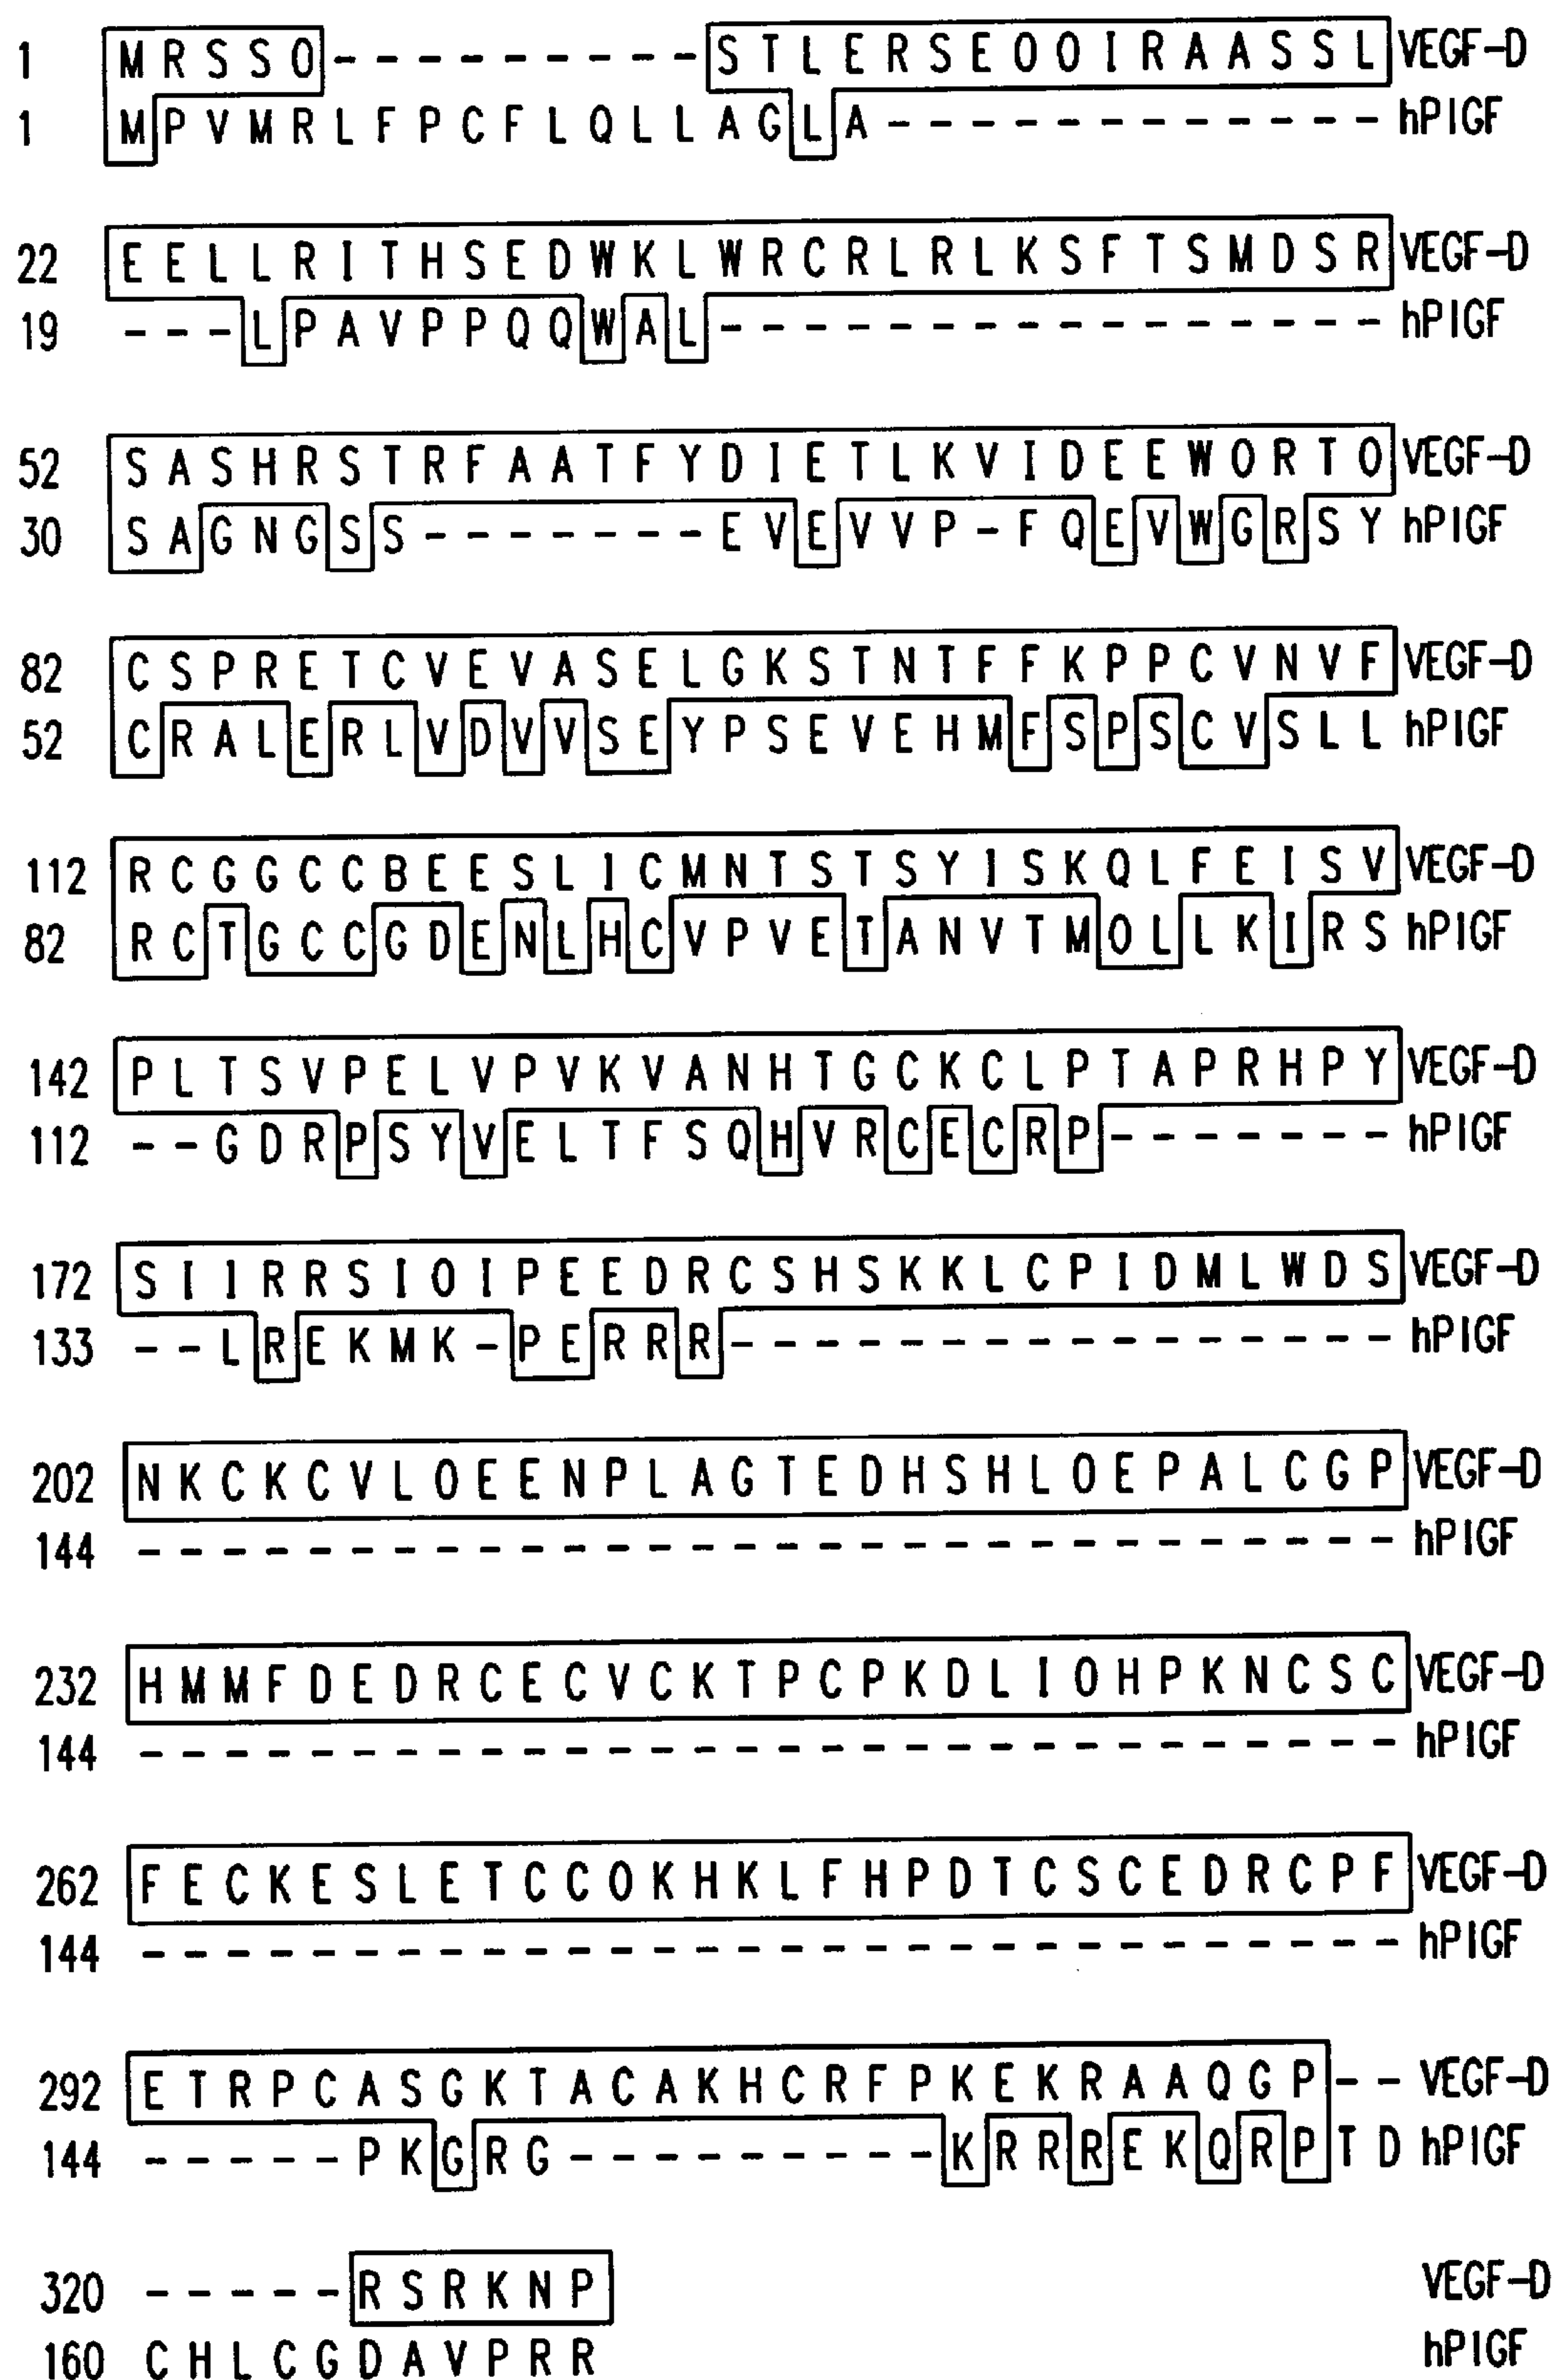 1 M R S S O - - - - - - - - - S T L E R S E O O I R A A S S L VEGF-D
1 M P V M R L F P C F L Q L L A G L A - - - - - - - - - - - - hPIGF
22 E E L L R I T H S E D W K L W R C R L R L K S F T S M D S R VEGF-D
19 - - - L P A V P P Q Q W A L - - - - - - - - - - - - - - - - hPIGF
52 S A S H R S T R F A A T F Y D I E T L K V I D E E W O R T O VEGF-D
30 S A G N G S S - - - - - - - E V E V V P - F Q E V W G R S Y hPIGF
82 C S P R E T C V E V A S E L G K S T N T F F K P P C V N V F VEGF-D
52 C R A L E R L V D V V S E Y P S E V E H M F S P S C V S L L hPIGF
112 R C G G C C B E E S L I C M N T S T S Y I S K Q L F E I S V VEGF-D
82 R C T G C C G D E N L H C V P V E T A N V T M O L L K I R S hPIGF
142 P L T S V P E L V P V K V A N H T G C K C L P T A P R H P Y VEGF-D
112 - - G D R P S Y V E L T F S Q H V R C E C R P - - - - - - - hPIGF
172 S I I R R S I O I P E E D R C S H S K K L C P I D M L W D S VEGF-D
133 - - L R E K M K - P E R R R - - - - - - - - - - - - - - - - hPIGF
202 N K C K C V L O E E N P L A G T E D H S H L O E P A L C G P VEGF-D
144 - - - - - - - - - - - - - - - - - - - - - - - - - - - - - - hPIGF
232 H M M F D E D R C E C V C K T P C P K D L I O H P K N C S C VEGF-D
144 - - - - - - - - - - - - - - - - - - - - - - - - - - - - - - hPIGF
262 F E C K E S L E T C C O K H K L F H P D T C S C E D R C P F VEGF-D
144 - - - - - - - - - - - - - - - - - - - - - - - - - - - - - - hPIGF
292 E T R P C A S G K T A C A K H C R F P K E K R A A Q G P - - VEGF-D
144 - - - - - P K G R G - - - - - - - - - K R R R E K Q R P T D hPIGF
320 - - - - - R S R K N P VEGF-D
160 C H L C G D A V P R R hPIGF